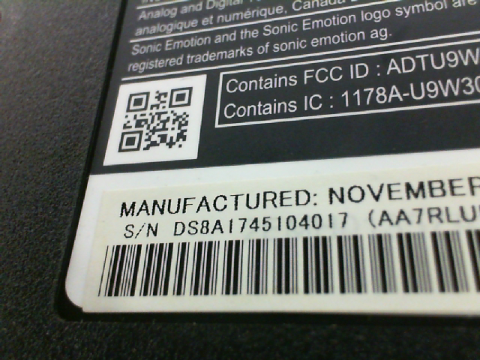 Analog and Digital
analogique et numérique, Canada
Sonic Emotion and the Sonic Emotion logo symbol are
registered trademarks of sonic emotion ag.
Contains FCC ID : ADTU9W
Contains IC : 1178A-U9W30
MANUFACTURED: NOVEMBER
S/N DS8A1745104017 (AA7RLU